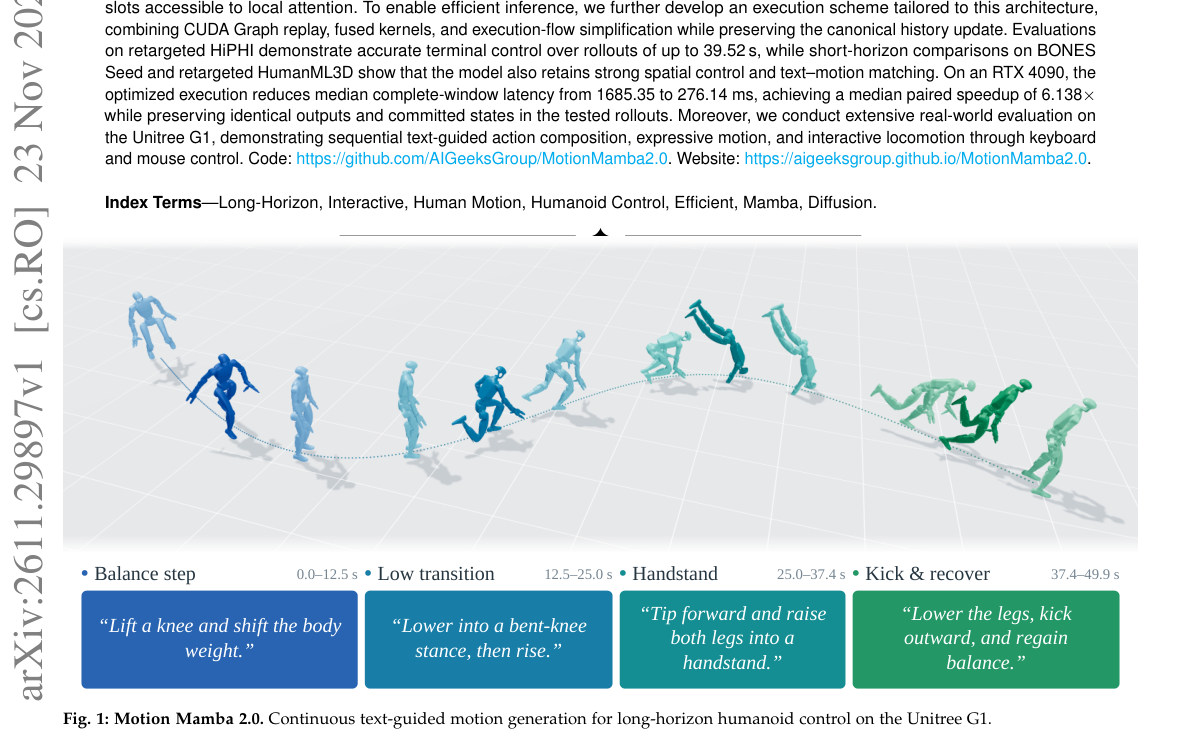 slots accessible to local attention. To enable efficient inference, we further develop an execution scheme tailored to this architecture,
combining CUDA Graph replay, fused kernels, and execution-flow simplification while preserving the canonical history update. Evaluations
on retargeted HiPHI demonstrate accurate terminal control over rollouts of up to 39.52 s, while short-horizon comparisons on BONES
Seed and retargeted HumanML3D show that the model also retains strong spatial control and text–motion matching. On an RTX 4090, the
optimized execution reduces median complete-window latency from 1685.35 to 276.14 ms, achieving a median paired speedup of 6.138×
while preserving identical outputs and committed states in the tested rollouts. Moreover, we conduct extensive real-world evaluation on
the Unitree G1, demonstrating sequential text-guided action composition, expressive motion, and interactive locomotion through keyboard
and mouse control. Code: https://github.com/AIGeeksGroup/MotionMamba2.0. Website: https://aigeeksgroup.github.io/MotionMamba2.0.
Index Terms—Long-Horizon, Interactive, Human Motion, Humanoid Control, Efficient, Mamba, Diffusion.
arXiv:2611.29897v1 [cs.RO] 23 Nov 202
• Balance step 0.0–12.5 s • Low transition 12.5–25.0 s • Handstand 25.0–37.4 s • Kick & recover 37.4–49.9 s
“Lift a knee and shift the body
weight.”
“Lower into a bent-knee
stance, then rise.”
“Tip forward and raise
both legs into a
handstand.”
“Lower the legs, kick
outward, and regain
balance.”
Fig. 1: Motion Mamba 2.0. Continuous text-guided motion generation for long-horizon humanoid control on the Unitree G1.